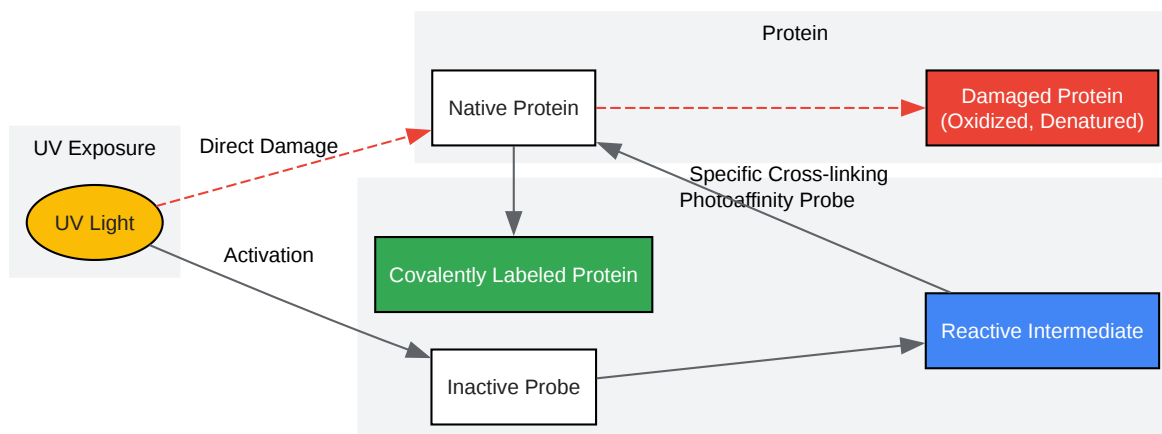 Protein
Native Protein
Damaged Protein
(Oxidized, Denatured)
UV Exposure
Direct Damage
UV Light
Specific Cross-linking
Photoaffinity Probe
Activation
Covalently Labeled Protein
Reactive Intermediate
Inactive Probe